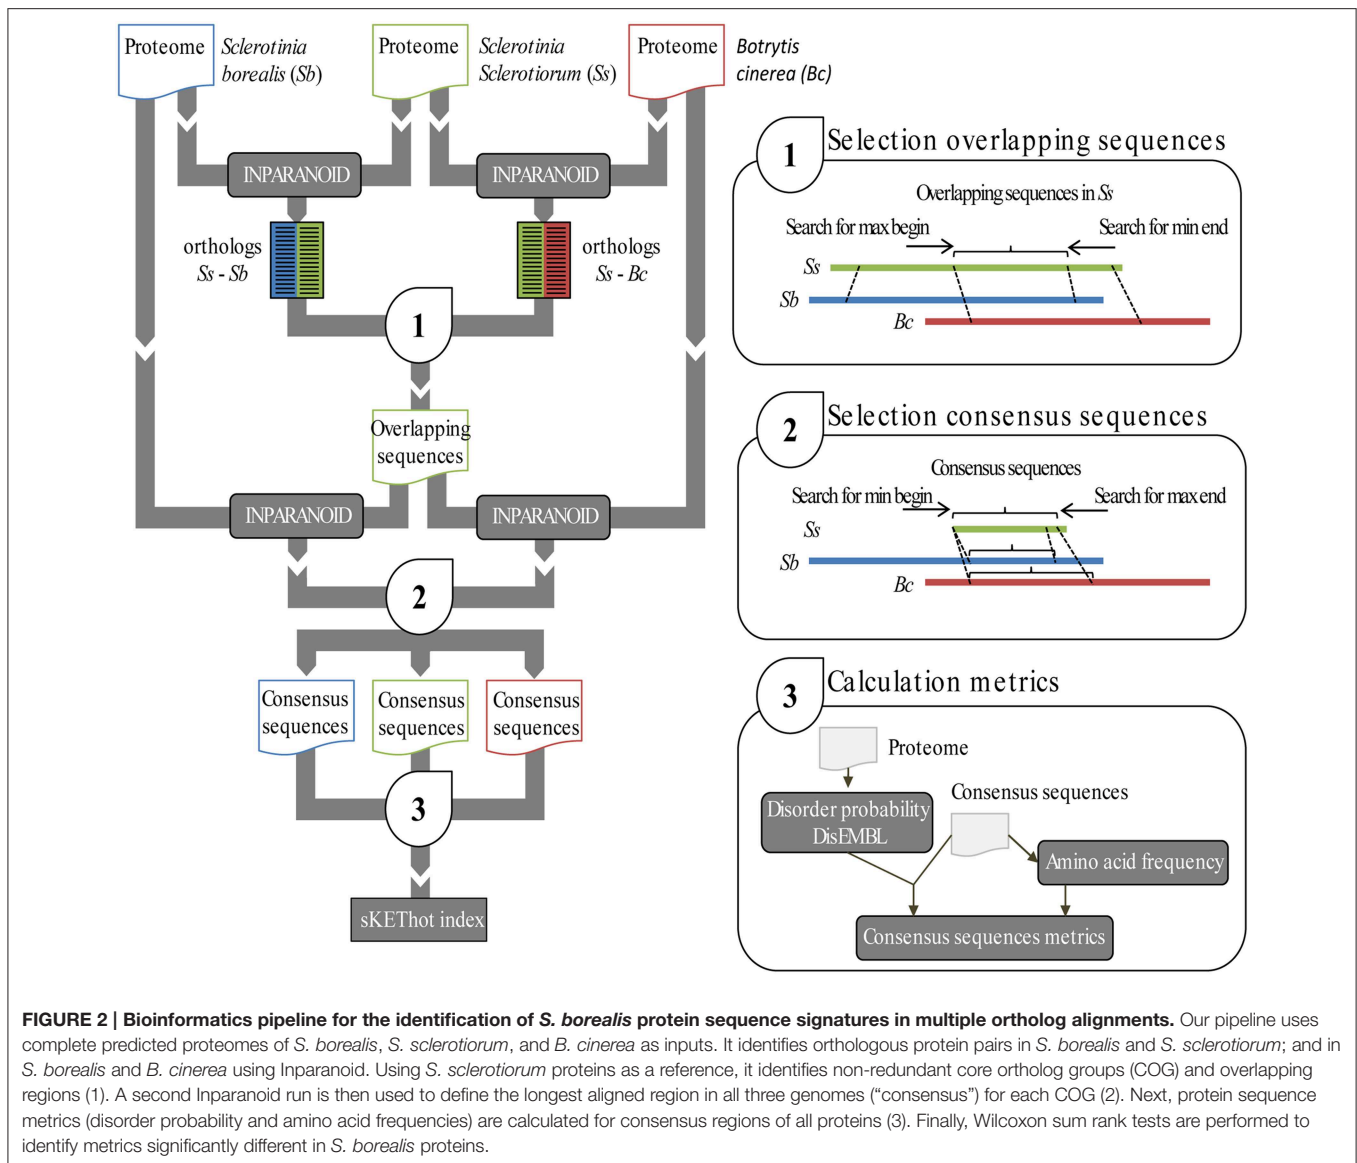 Proteome
Sclerotinia
borealis (Sb)
Proteome
Sclerotinia
Sclerotiorum (Ss)
Proteome
Botrytis
cinerea (Bc)
INPARANOID
INPARANOID
orthologs
Ss - Sb
orthologs
Ss - Bc
1
Overlapping
sequences
INPARANOID
INPARANOID
2
Consensus
sequences
Consensus
sequences
Consensus
sequences
3
sKEThot index
1
Selection overlapping sequences
Overlapping sequences in Ss
Search for max begin
Search for min end
Ss
Sb
Bc
2
Selection consensus sequences
Consensus sequences
Search for min begin
Search for max end
Ss
Sb
Bc
3
Calculation metrics
Proteome
Disorder probability
DisEMBL
Consensus sequences
Amino acid frequency
Consensus sequences metrics
FIGURE 2 | Bioinformatics pipeline for the identification of S. borealis protein sequence signatures in multiple ortholog alignments. Our pipeline uses
complete predicted proteomes of S. borealis, S. sclerotiorum, and B. cinerea as inputs. It identifies orthologous protein pairs in S. borealis and S. sclerotiorum; and in
S. borealis and B. cinerea using Inparanoid. Using S. sclerotiorum proteins as a reference, it identifies non-redundant core ortholog groups (COG) and overlapping
regions (1). A second Inparanoid run is then used to define the longest aligned region in all three genomes (“consensus”) for each COG (2). Next, protein sequence
metrics (disorder probability and amino acid frequencies) are calculated for consensus regions of all proteins (3). Finally, Wilcoxon sum rank tests are performed to
identify metrics significantly different in S. borealis proteins.